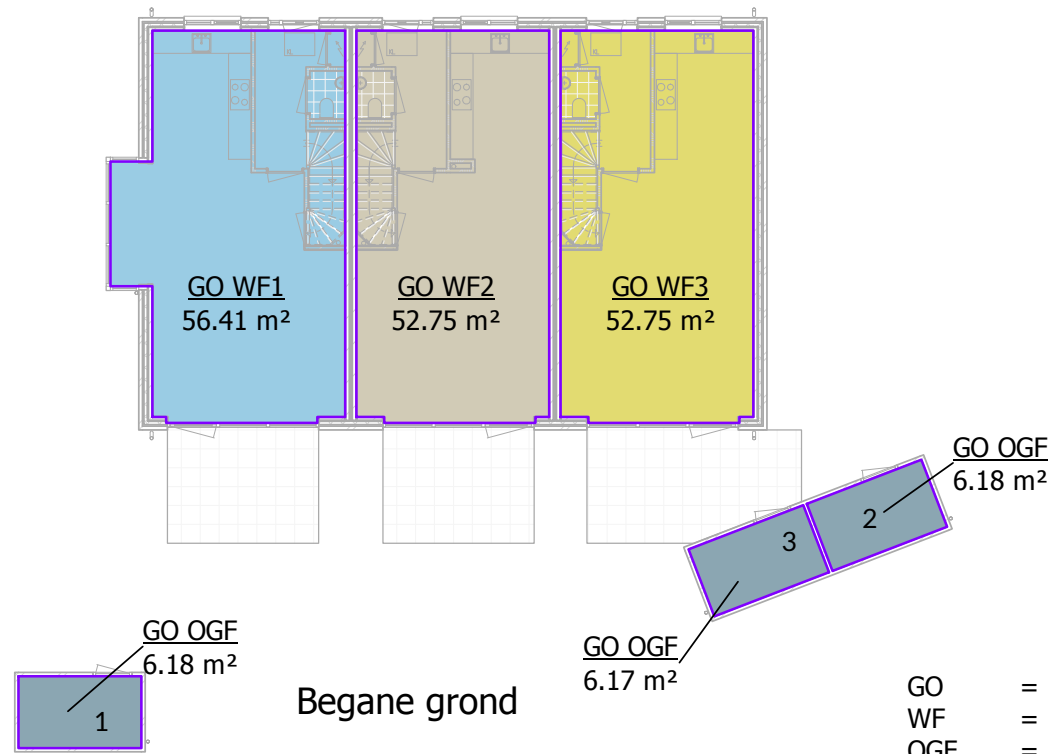 GO WF1
56.41 m²
GO WF2
52.75 m²
GO WF3
52.75 m²
GO OGF
6.18 m²
2
3
GO OGF
6.17 m²
GO OGF
6.18 m²
1
Begane grond
GO =
WF =
OGF =